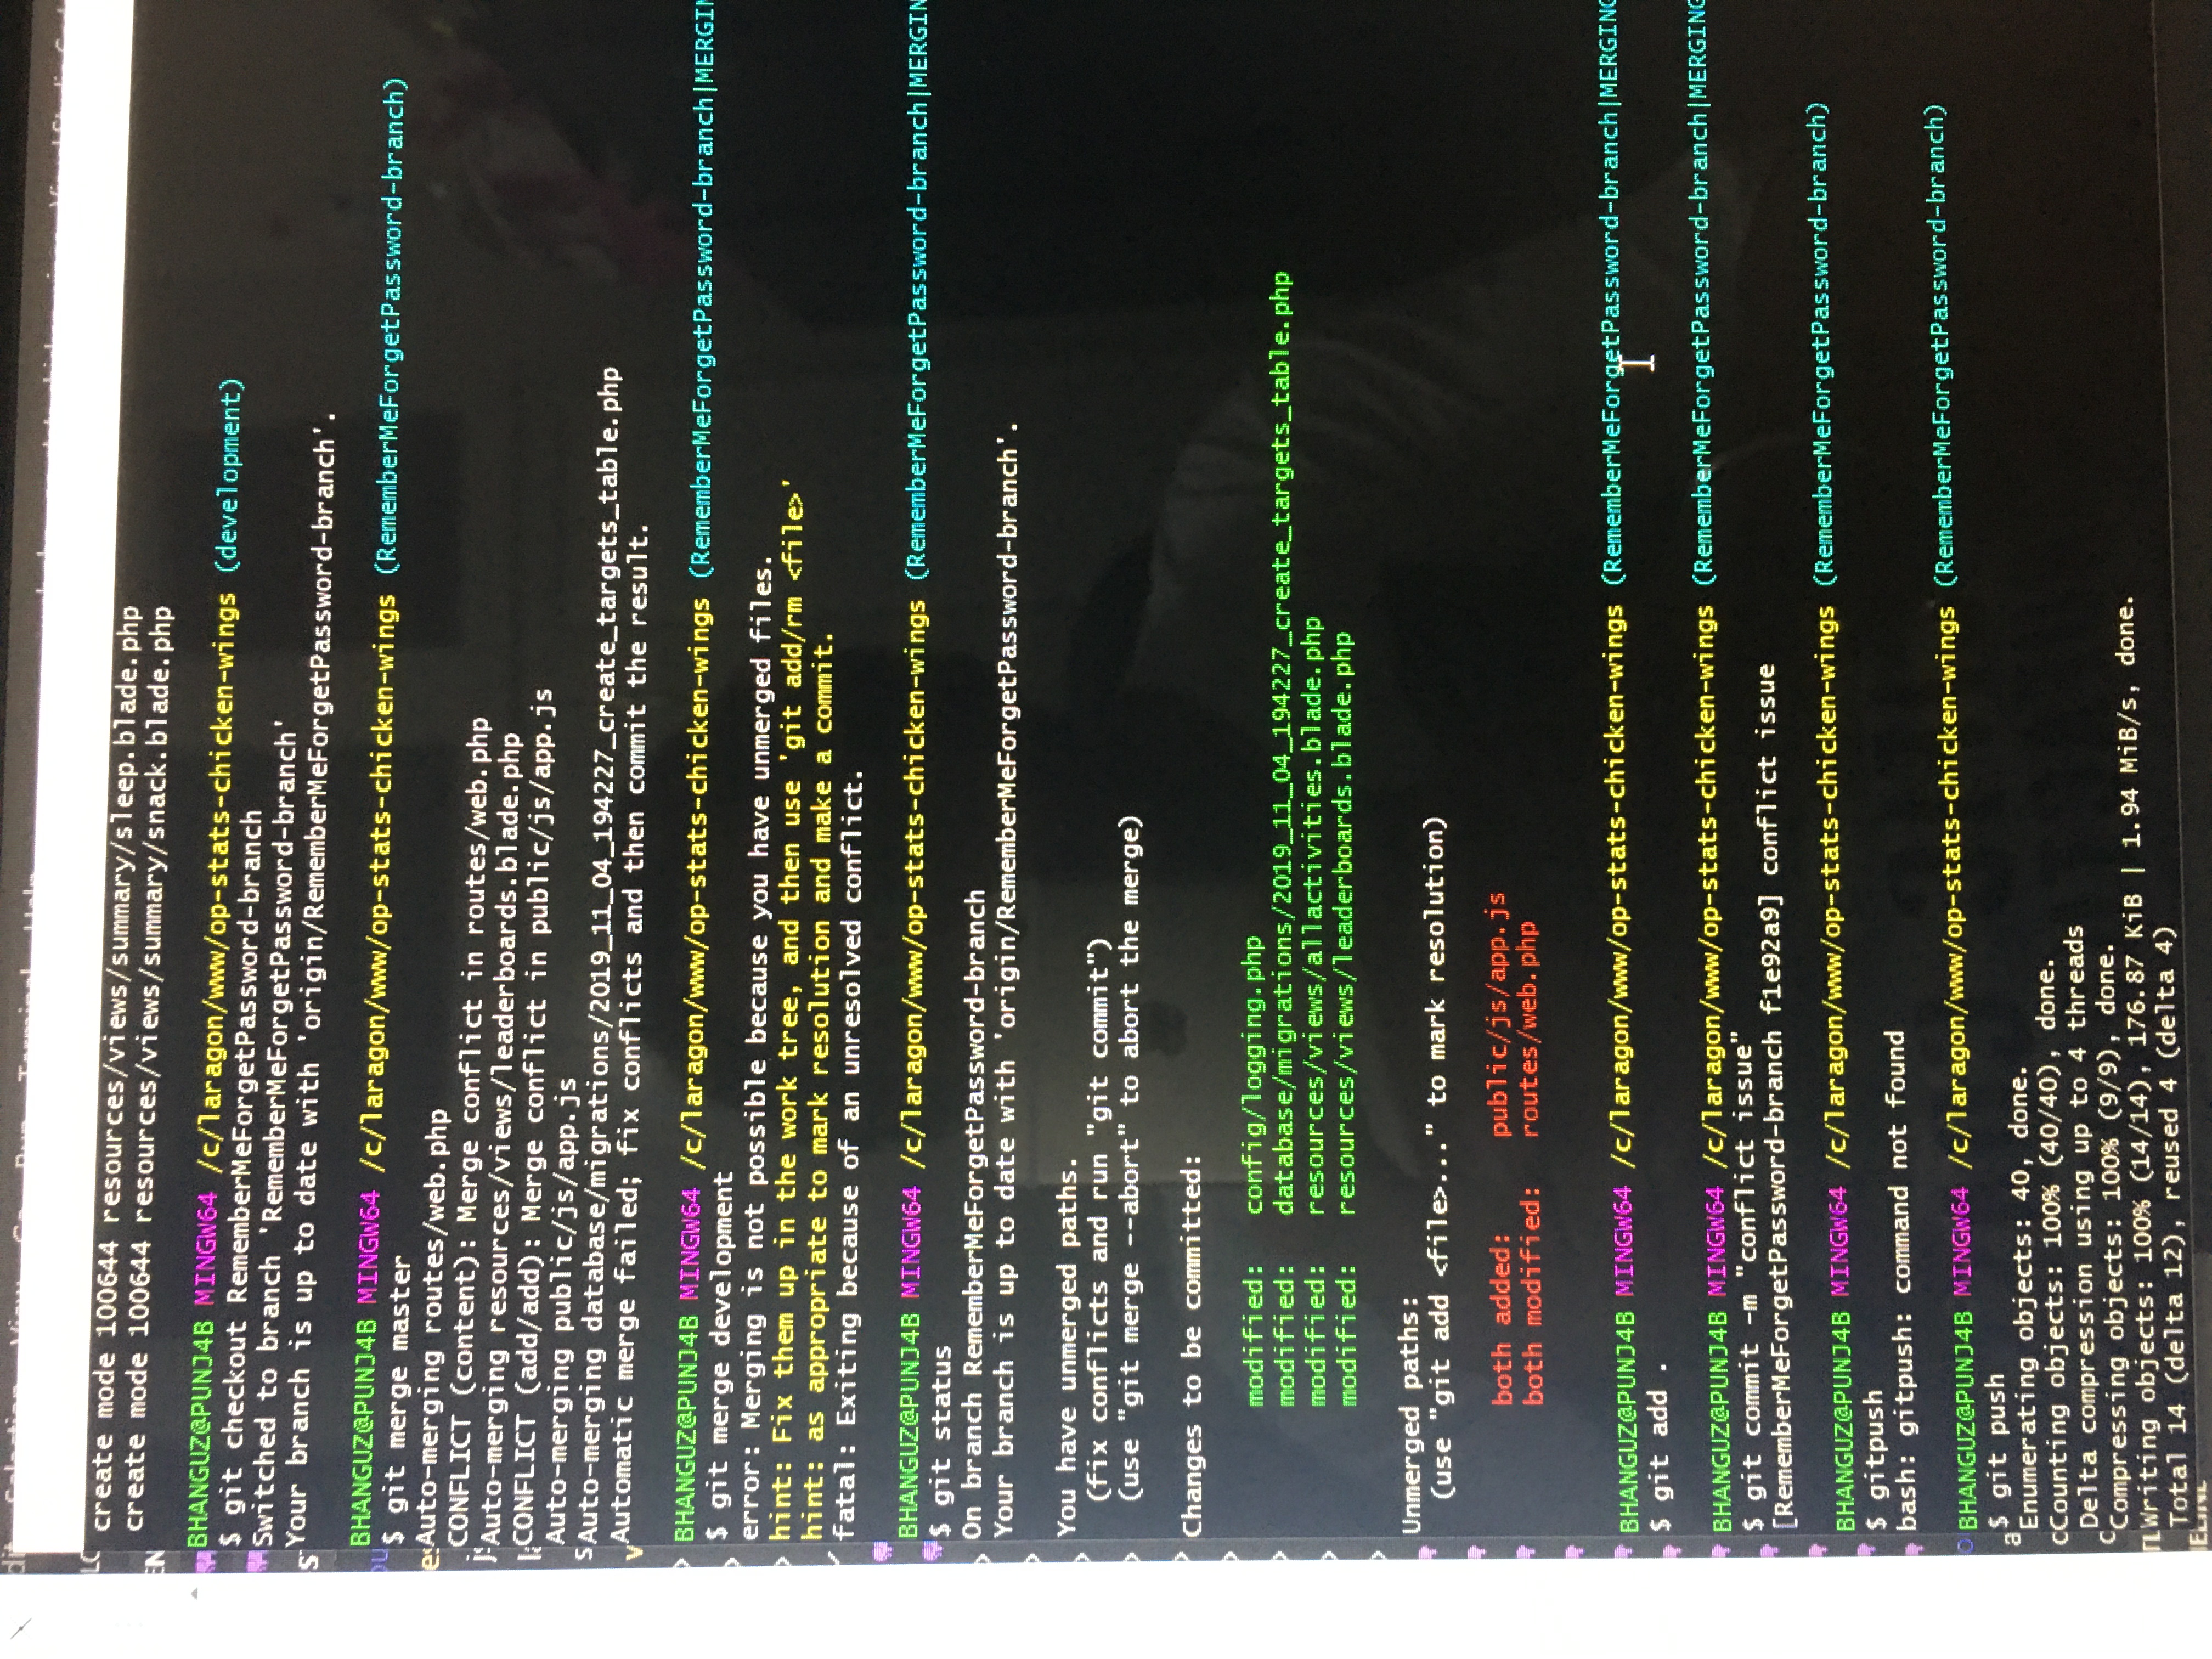 Selection View Go Run Terminal Help
create mode 100644 resources/views/summary/sleep.blade.php
create mode 100644 resources/views/summary/snack.blade.php
BHANGUZ@PUNJ4B MINGW64 /c/laragon/www/op-stats-chicken-wings (development)
$ git checkout RememberMeForgetPassword-branch
Switched to branch 'RememberMeForgetPassword-branch'
Your branch is up to date with 'origin/RememberMeForgetPassword-branch'.
BHANGUZ@PUNJ4B MINGW64 /c/laragon/www/op-stats-chicken-wings (RememberMeForgetPassword-branch)
$ git merge master
Auto-merging routes/web.php
CONFLICT (content): Merge conflict in routes/web.php
Auto-merging resources/views/leaderboards.blade.php
CONFLICT (add/add): Merge conflict in public/js/app.js
Auto-merging public/js/app.js
Auto-merging database/migrations/2019_11_04_194227_create_targets_table.php
Automatic merge failed; fix conflicts and then commit the result.
BHANGUZ@PUNJ4B MINGW64 /c/laragon/www/op-stats-chicken-wings (RememberMeForgetPassword-branch|MERGIN
$ git merge development
error: Merging is not possible because you have unmerged files.
hint: Fix them up in the work tree, and then use 'git add/rm <file>'
hint: as appropriate to mark resolution and make a commit.
fatal: Exiting because of an unresolved conflict.
BHANGUZ@PUNJ4B MINGW64 /c/laragon/www/op-stats-chicken-wings (RememberMeForgetPassword-branch|MERGIN
$ git status
On branch RememberMeForgetPassword-branch
Your branch is up to date with 'origin/RememberMeForgetPassword-branch'.
You have unmerged paths.
(fix conflicts and run "git commit")
(use "git merge --abort" to abort the merge)
Changes to be committed:
modified: config/logging.php
modified: database/migrations/2019_11_04_194227_create_targets_table.php
modified: resources/views/allactivities.blade.php
modified: resources/views/leaderboards.blade.php
Unmerged paths:
(use "git add <file>..." to mark resolution)
both added: public/js/app.js
both modified: routes/web.php
BHANGUZ@PUNJ4B MINGW64 /c/laragon/www/op-stats-chicken-wings (RememberMeForgetPassword-branch|MERGING
$ git add .
BHANGUZ@PUNJ4B MINGW64 /c/laragon/www/op-stats-chicken-wings (RememberMeForgetPassword-branch|MERGING
$ git commit -m "conflict issue"
[RememberMeForgetPassword-branch f1e92a9] conflict issue
BHANGUZ@PUNJ4B MINGW64 /c/laragon/www/op-stats-chicken-wings (RememberMeForgetPassword-branch)
$ gitpush
bash: gitpush: command not found
BHANGUZ@PUNJ4B MINGW64 /c/laragon/www/op-stats-chicken-wings (RememberMeForgetPassword-branch)
$ git push
Enumerating objects: 40, done.
Counting objects: 100% (40/40), done.
Delta compression using up to 4 threads
Compressing objects: 100% (9/9), done.
Writing objects: 100% (14/14), 176.87 KiB | 1.94 MiB/s, done.
Total 14 (delta 12), reused 4 (delta 4)